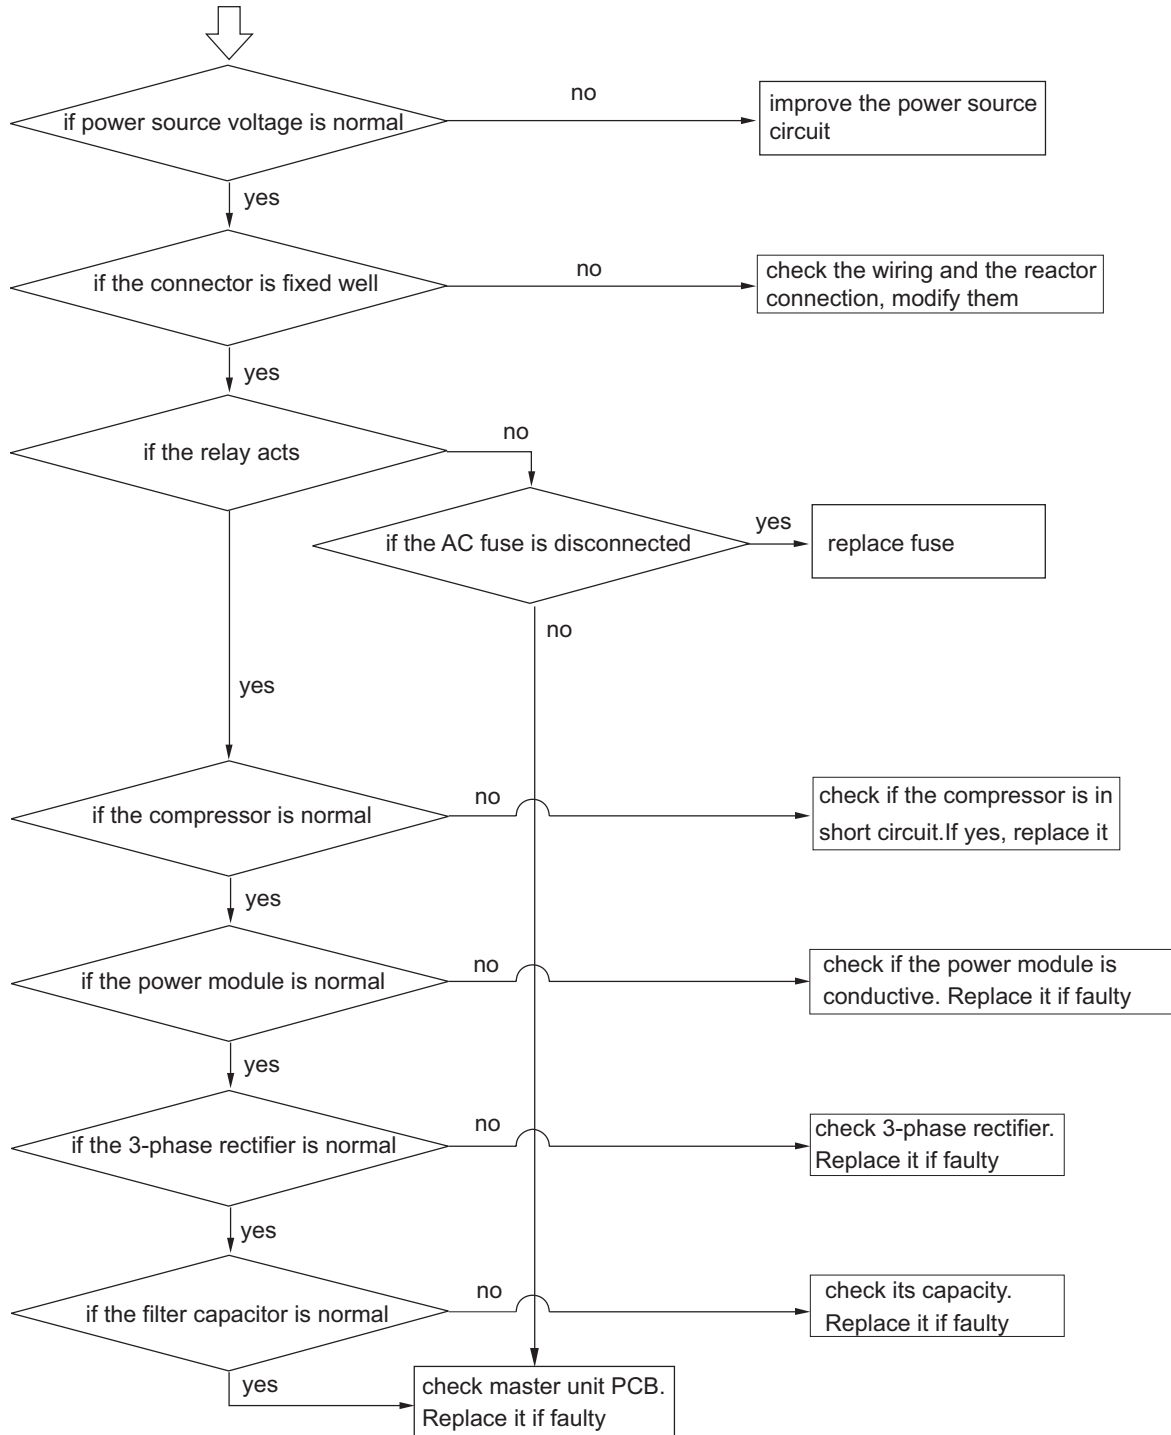 if power source voltage is normal
no
improve the power source
circuit
yes
if the connector is fixed well
no
check the wiring and the reactor
connection, modify them
yes
if the relay acts
no
if the AC fuse is disconnected
yes
replace fuse
no
yes
if the compressor is normal
no
check if the compressor is in
short circuit.If yes, replace it
yes
if the power module is normal
no
check if the power module is
conductive. Replace it if faulty
yes
if the 3-phase rectifier is normal
no
check 3-phase rectifier.
Replace it if faulty
yes
if the filter capacitor is normal
no
check its capacity.
Replace it if faulty
yes
check master unit PCB.
Replace it if faulty